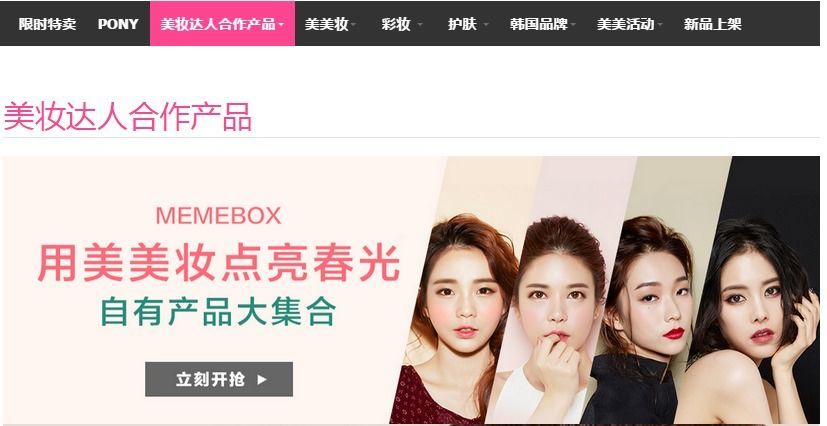 限时特卖 PONY 美妆达人合作产品 美美妆 彩妆 护肤 韩国品牌 美美活动 新品上架
美妆达人合作产品
MEMEBOX
用美美妆点亮春光
自有产品大集合
立刻开抢